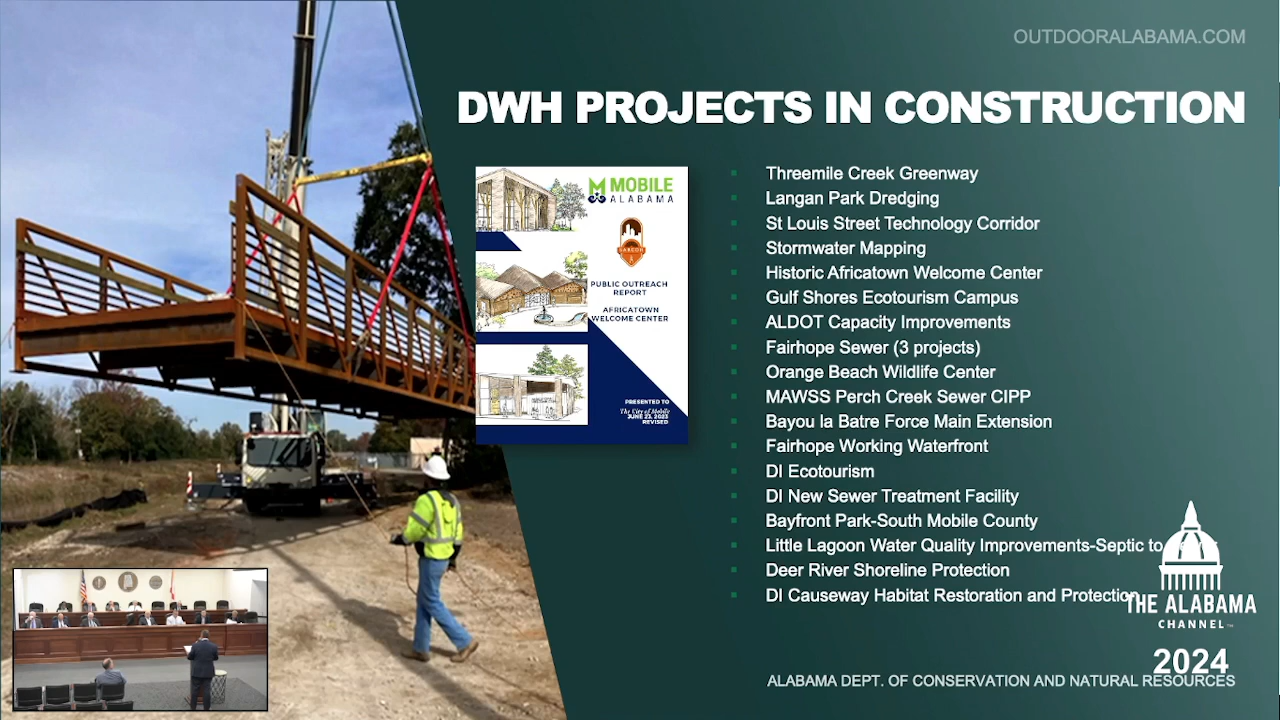 OUTDOORALABAMA.COM
DWH PROJECTS IN CONSTRUCTION
MOBILE
ALABAMA
PUBLIC OUTREACH
REPORT
AFRICATOWN
WELCOME CENTER
PRESENTED TO
The City of Mobile
JUNE 23, 2023
REVISED
Threemile Creek Greenway
Langan Park Dredging
St Louis Street Technology Corridor
Stormwater Mapping
Historic Africatown Welcome Center
Gulf Shores Ecotourism Campus
ALDOT Capacity Improvements
Fairhope Sewer (3 projects)
Orange Beach Wildlife Center
MAWSS Perch Creek Sewer CIPP
Bayou la Batre Force Main Extension
Fairhope Working Waterfront
DI Ecotourism
DI New Sewer Treatment Facility
Bayfront Park-South Mobile County
Little Lagoon Water Quality Improvements-Septic to
Deer River Shoreline Protection
DI Causeway Habitat Restoration and Protection
THE ALABAMA
CHANNEL
2024
ALABAMA DEPT. OF CONSERVATION AND NATURAL RESOURCES